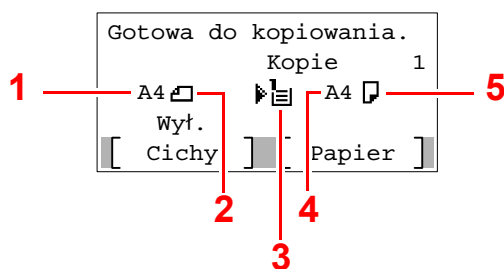 Gotowa do kopiowania.
Kopie 1
1 A4 A4 5
Wył.
[ Cichy ] [ Papier ]
2 3 4